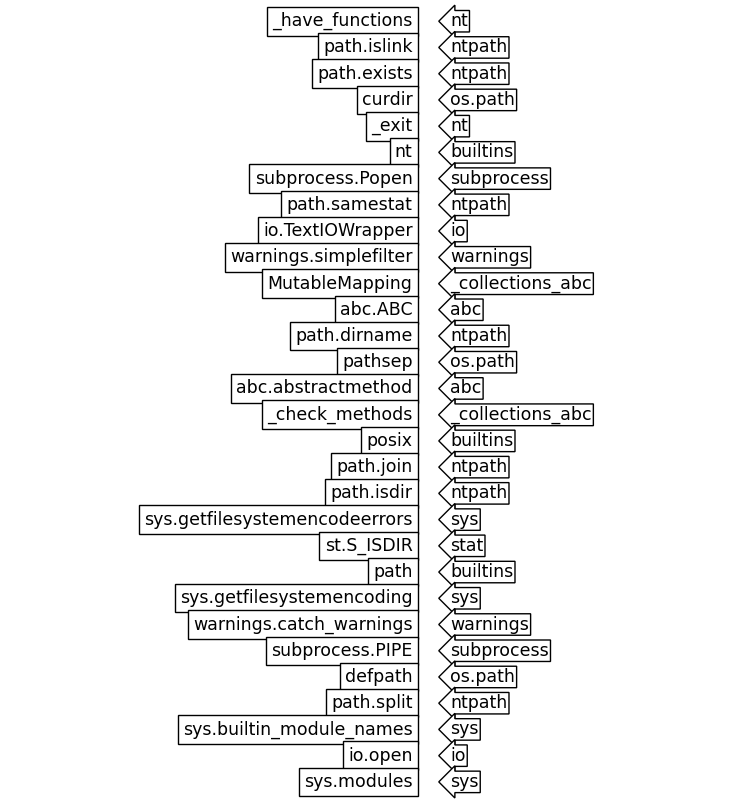 _have_functions nt
path.islink ntpath
path.exists ntpath
curdir os.path
_exit nt
nt builtins
subprocess.Popen subprocess
path.samestat ntpath
io.TextIOWrapper io
warnings.simplefilter warnings
MutableMapping _collections_abc
abc.ABC abc
path.dirname ntpath
pathsep os.path
abc.abstractmethod abc
_check_methods _collections_abc
posix builtins
path.join ntpath
path.isdir ntpath
sys.getfilesystemencodeerrors sys
st.S_ISDIR stat
path builtins
sys.getfilesystemencoding sys
warnings.catch_warnings warnings
subprocess.PIPE subprocess
defpath os.path
path.split ntpath
sys.builtin_module_names sys
io.open io
sys.modules sys